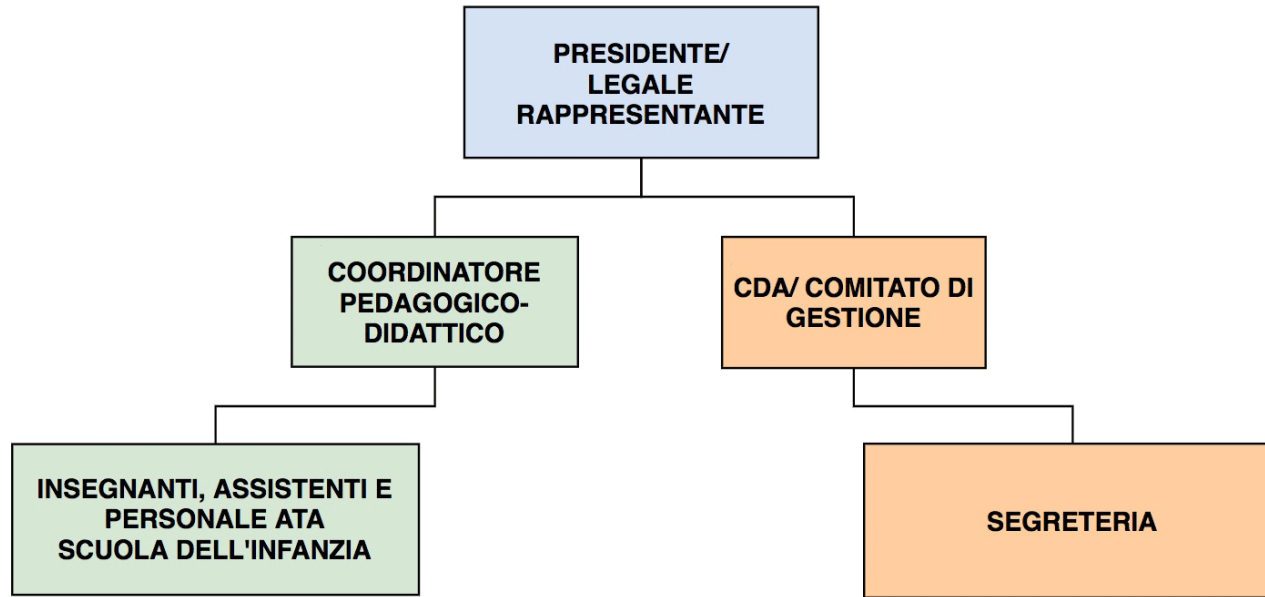 PRESIDENTE/
LEGALE
RAPPRESENTANTE
COORDINATORE
PEDAGOGICO-
DIDATTICO
CDA/ COMITATO DI
GESTIONE
INSEGNANTI, ASSISTENTI E
PERSONALE ATA
SCUOLA DELL'INFANZIA
SEGRETERIA